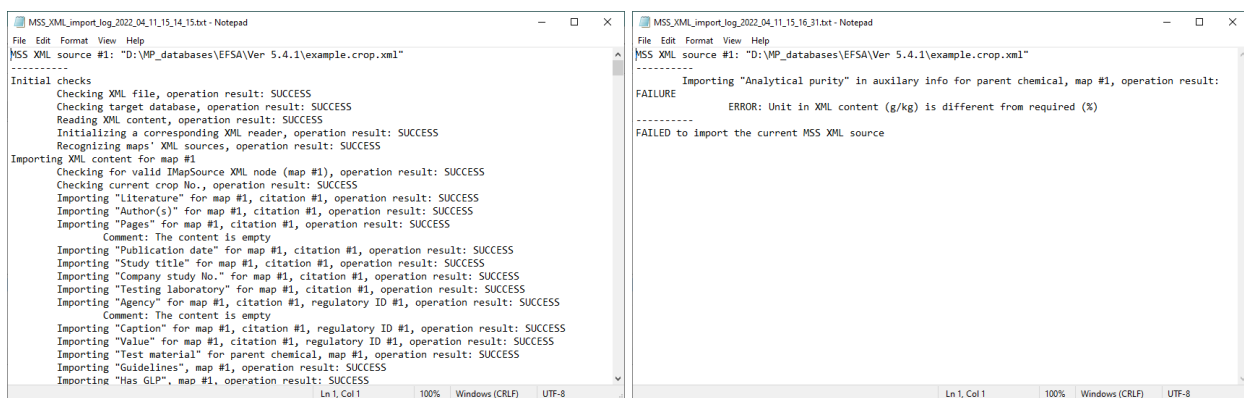 MSS_XML_import_log_2022_04_11_15_14_15.txt - Notepad
File Edit Format View Help
MSS XML source #1: "D:\MP_databases\EFSA\Ver 5.4.1\example.crop.xml"
----------
Initial checks
Checking XML file, operation result: SUCCESS
Checking target database, operation result: SUCCESS
Reading XML content, operation result: SUCCESS
Initializing a corresponding XML reader, operation result: SUCCESS
Recognizing maps' XML sources, operation result: SUCCESS
Importing XML content for map #1
Checking for valid IMapSource XML node (map #1), operation result: SUCCESS
Checking current crop No., operation result: SUCCESS
Importing "Literature" for map #1, citation #1, operation result: SUCCESS
Importing "Author(s)" for map #1, citation #1, operation result: SUCCESS
Importing "Pages" for map #1, citation #1, operation result: SUCCESS
Comment: The content is empty
Importing "Publication date" for map #1, citation #1, operation result: SUCCESS
Importing "Study title" for map #1, citation #1, operation result: SUCCESS
Importing "Company study No." for map #1, citation #1, operation result: SUCCESS
Importing "Testing laboratory" for map #1, citation #1, operation result: SUCCESS
Importing "Agency" for map #1, citation #1, regulatory ID #1, operation result: SUCCESS
Comment: The content is empty
Importing "Caption" for map #1, citation #1, regulatory ID #1, operation result: SUCCESS
Importing "Value" for map #1, citation #1, regulatory ID #1, operation result: SUCCESS
Importing "Test material" for parent chemical, map #1, operation result: SUCCESS
Importing "Guidelines", map #1, operation result: SUCCESS
Importing "Has GLP", map #1, operation result: SUCCESS
Ln 1, Col 1 100% Windows (CRLF) UTF-8
MSS_XML_import_log_2022_04_11_15_16_31.txt - Notepad
File Edit Format View Help
MSS XML source #1: "D:\MP_databases\EFSA\Ver 5.4.1\example.crop.xml"
----------
Importing "Analytical purity" in auxilary info for parent chemical, map #1, operation result:
FAILURE
ERROR: Unit in XML content (g/kg) is different from required (%)
----------
FAILED to import the current MSS XML source
Ln 1, Col 1 100% Windows (CRLF) UTF-8